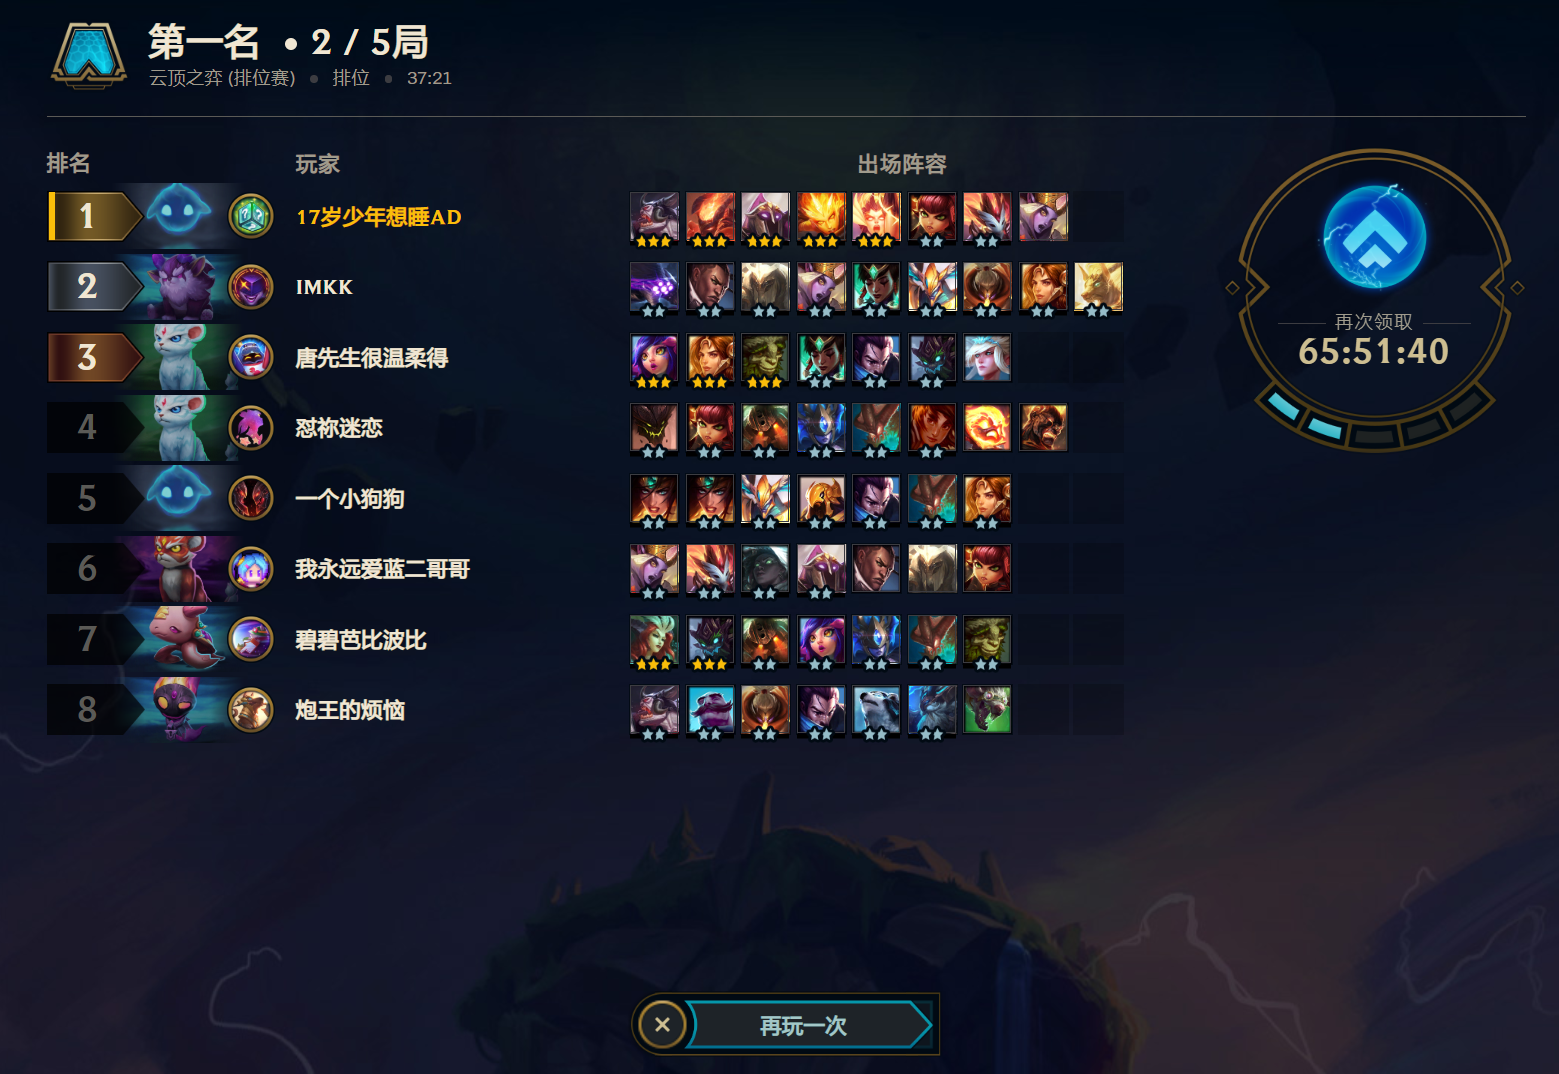 第一名 • 2 / 5局
云顶之弈 (排位赛) • 排位 • 37:21
排名 玩家 出场阵容
1 17岁少年想睡AD
2 IMKK
3 唐先生很温柔得
4 怼祢迷恋
5 一个小狗狗
6 我永远爱蓝二哥哥
7 碧碧芭比波比
8 炮王的烦恼
再次领取
65:51:40
再玩一次